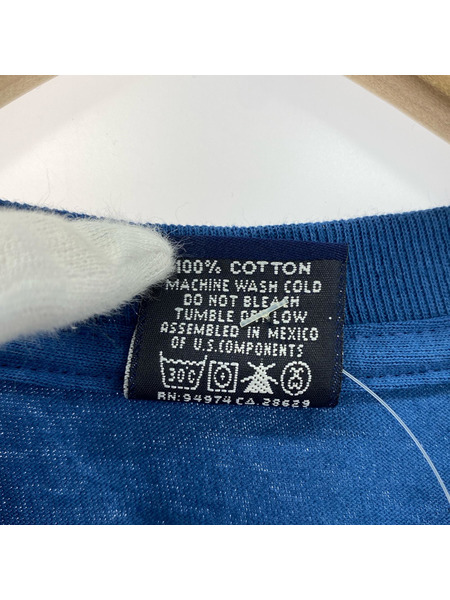 100% COTTON
MACHINE WASH COLD
DO NOT BLEACH
TUMBLE DRY LOW
ASSEMBLED IN MEXICO
OF U.S. COMPONENTS
30°
RN: 94974 CA 28629